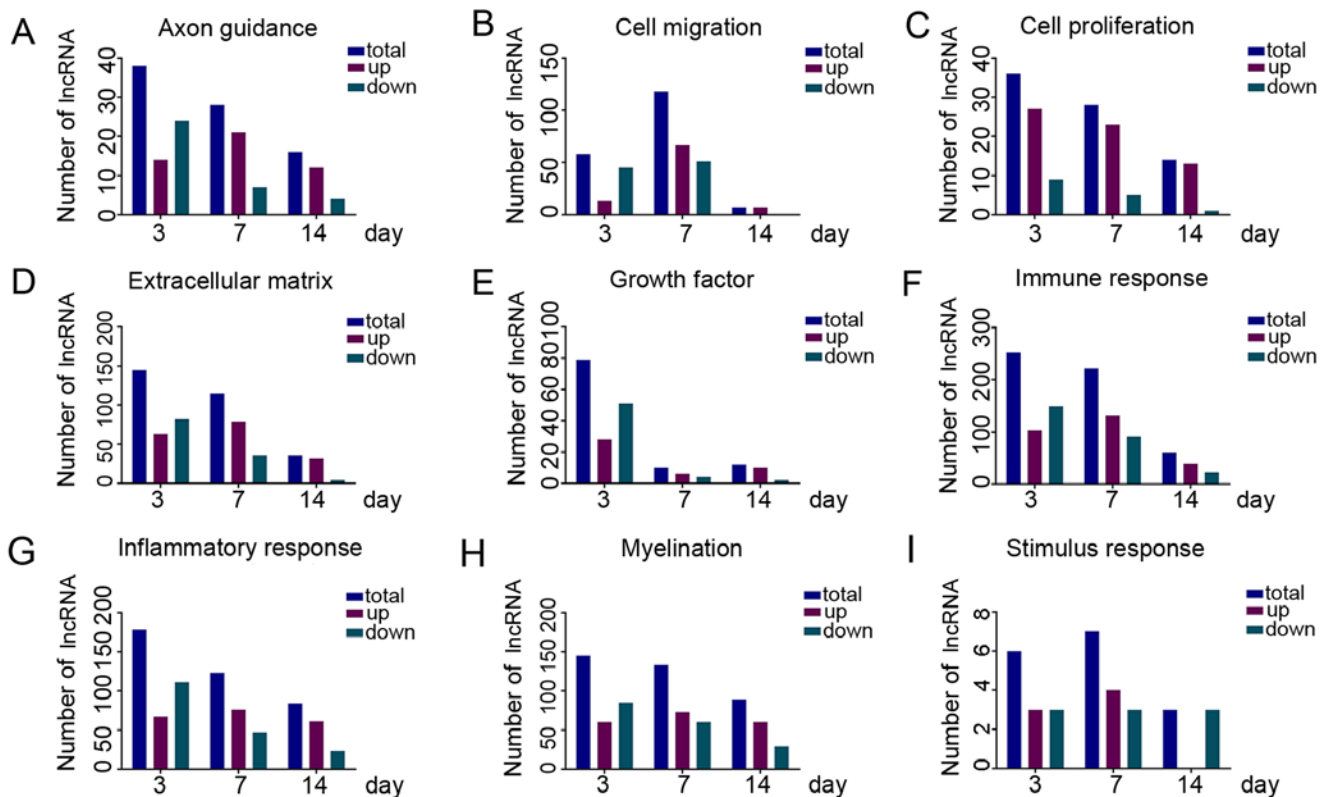 A Axon guidance
total
up
down
Number of lncRNA
0 10 20 30 40
3 7 14 day
B Cell migration
total
up
down
Number of lncRNA
0 50 100 150
3 7 14 day
C Cell proliferation
total
up
down
Number of lncRNA
0 10 20 30 40
3 7 14 day
D Extracellular matrix
total
up
down
Number of lncRNA
0 50 100 150 200
3 7 14 day
E Growth factor
total
up
down
Number of lncRNA
0 20 40 60 80 100
3 7 14 day
F Immune response
total
up
down
Number of lncRNA
0 100 200 300
3 7 14 day
G Inflammatory response
total
up
down
Number of lncRNA
0 50 100 150 200
3 7 14 day
H Myelination
total
up
down
Number of lncRNA
0 50 100 150 200
3 7 14 day
I Stimulus response
total
up
down
Number of lncRNA
0 2 4 6 8
3 7 14 day